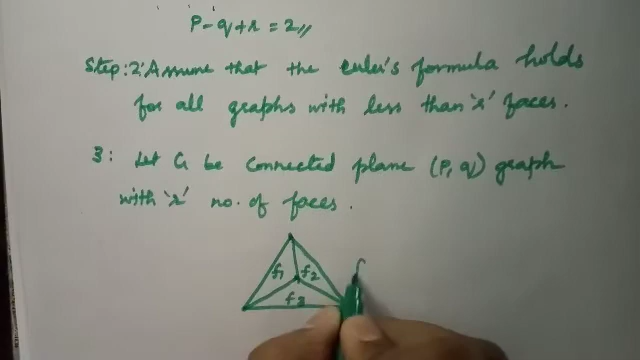 P-q+r=2//
Step:2: Assume that the euler's formula holds
for all graphs with less than 'r' faces.
3: Let G be connected plane (P, q) graph
with 'r' no. of faces.
f1 f2
f3